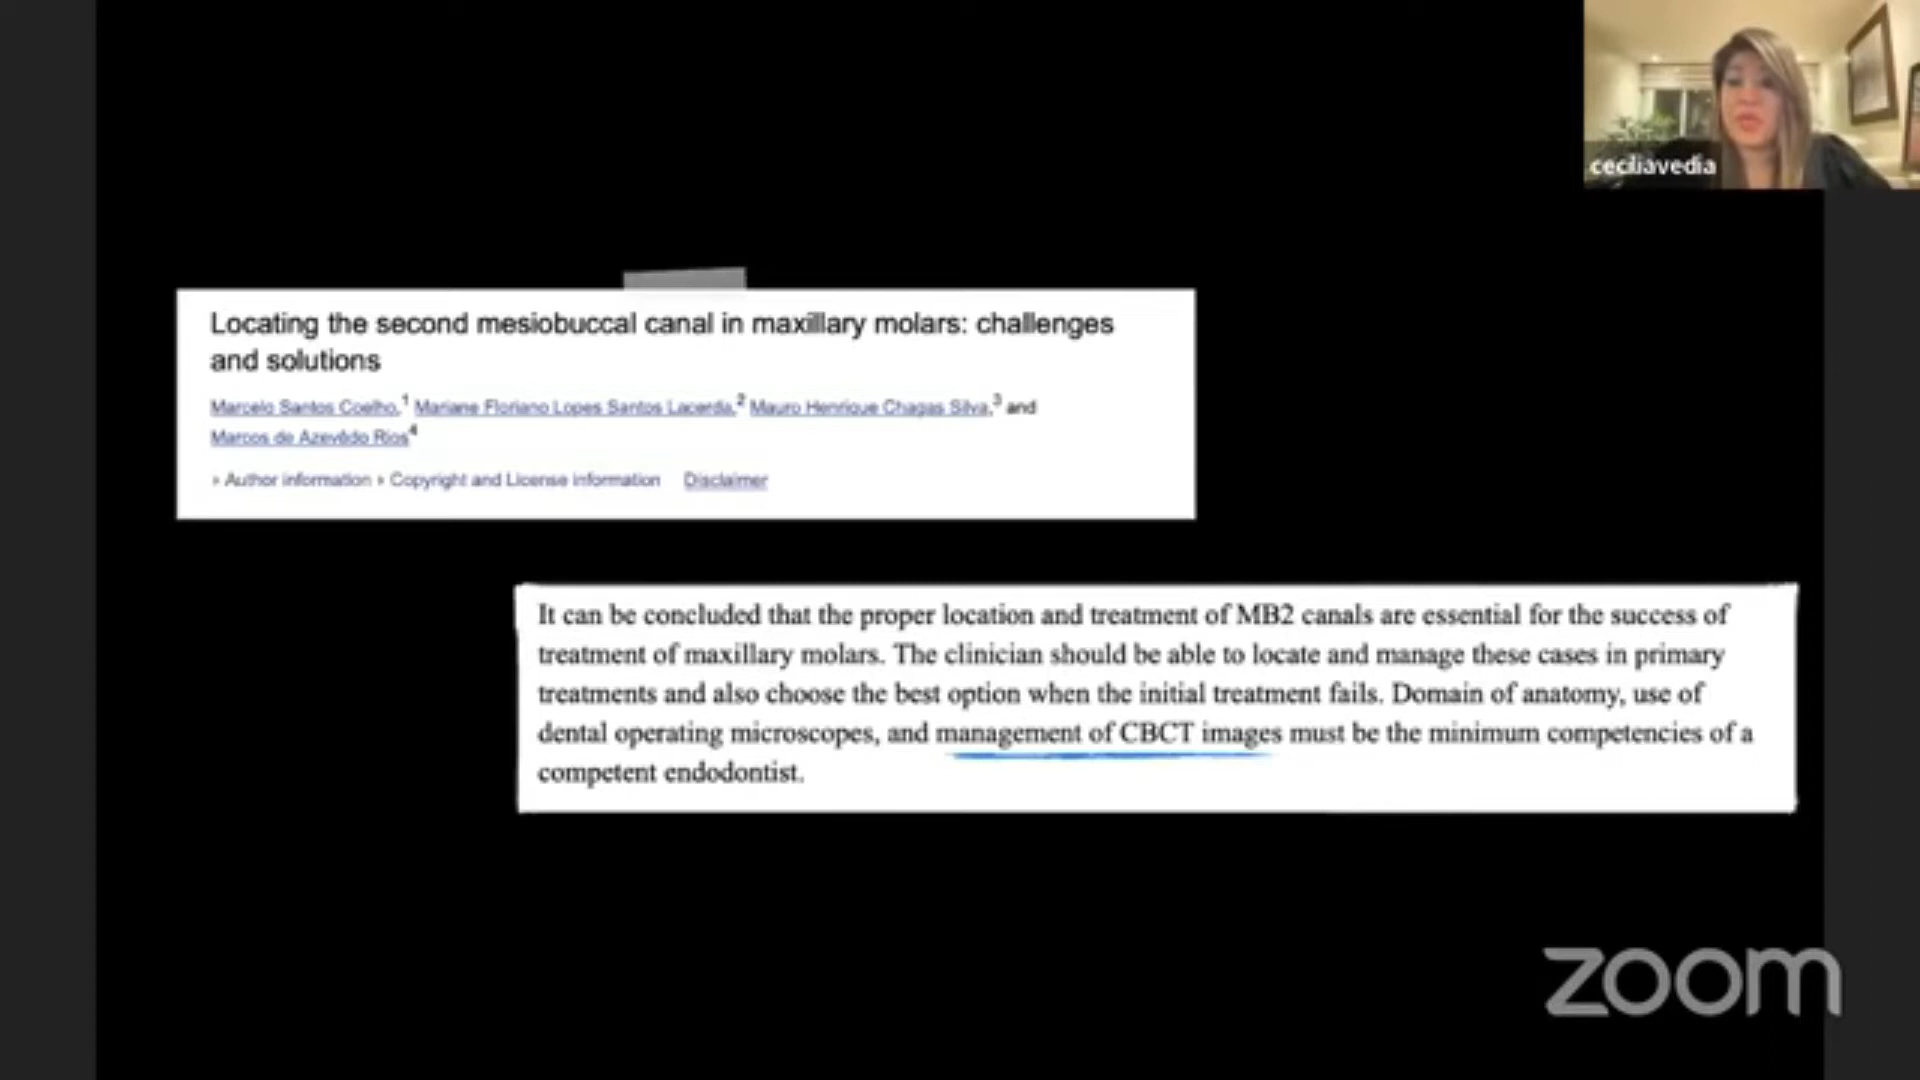 ceciliavedia
Locating the second mesiobuccal canal in maxillary molars: challenges
and solutions
Marcelo Santos Coelho,1 Mariane Floriano Lopes Santos Lacerda,2 Mauro Henrique Chagas Silva,3 and
Marcos de Azevêdo Rios4
› Author information › Copyright and License information Disclaimer
It can be concluded that the proper location and treatment of MB2 canals are essential for the success of
treatment of maxillary molars. The clinician should be able to locate and manage these cases in primary
treatments and also choose the best option when the initial treatment fails. Domain of anatomy, use of
dental operating microscopes, and management of CBCT images must be the minimum competencies of a
competent endodontist.
zoom